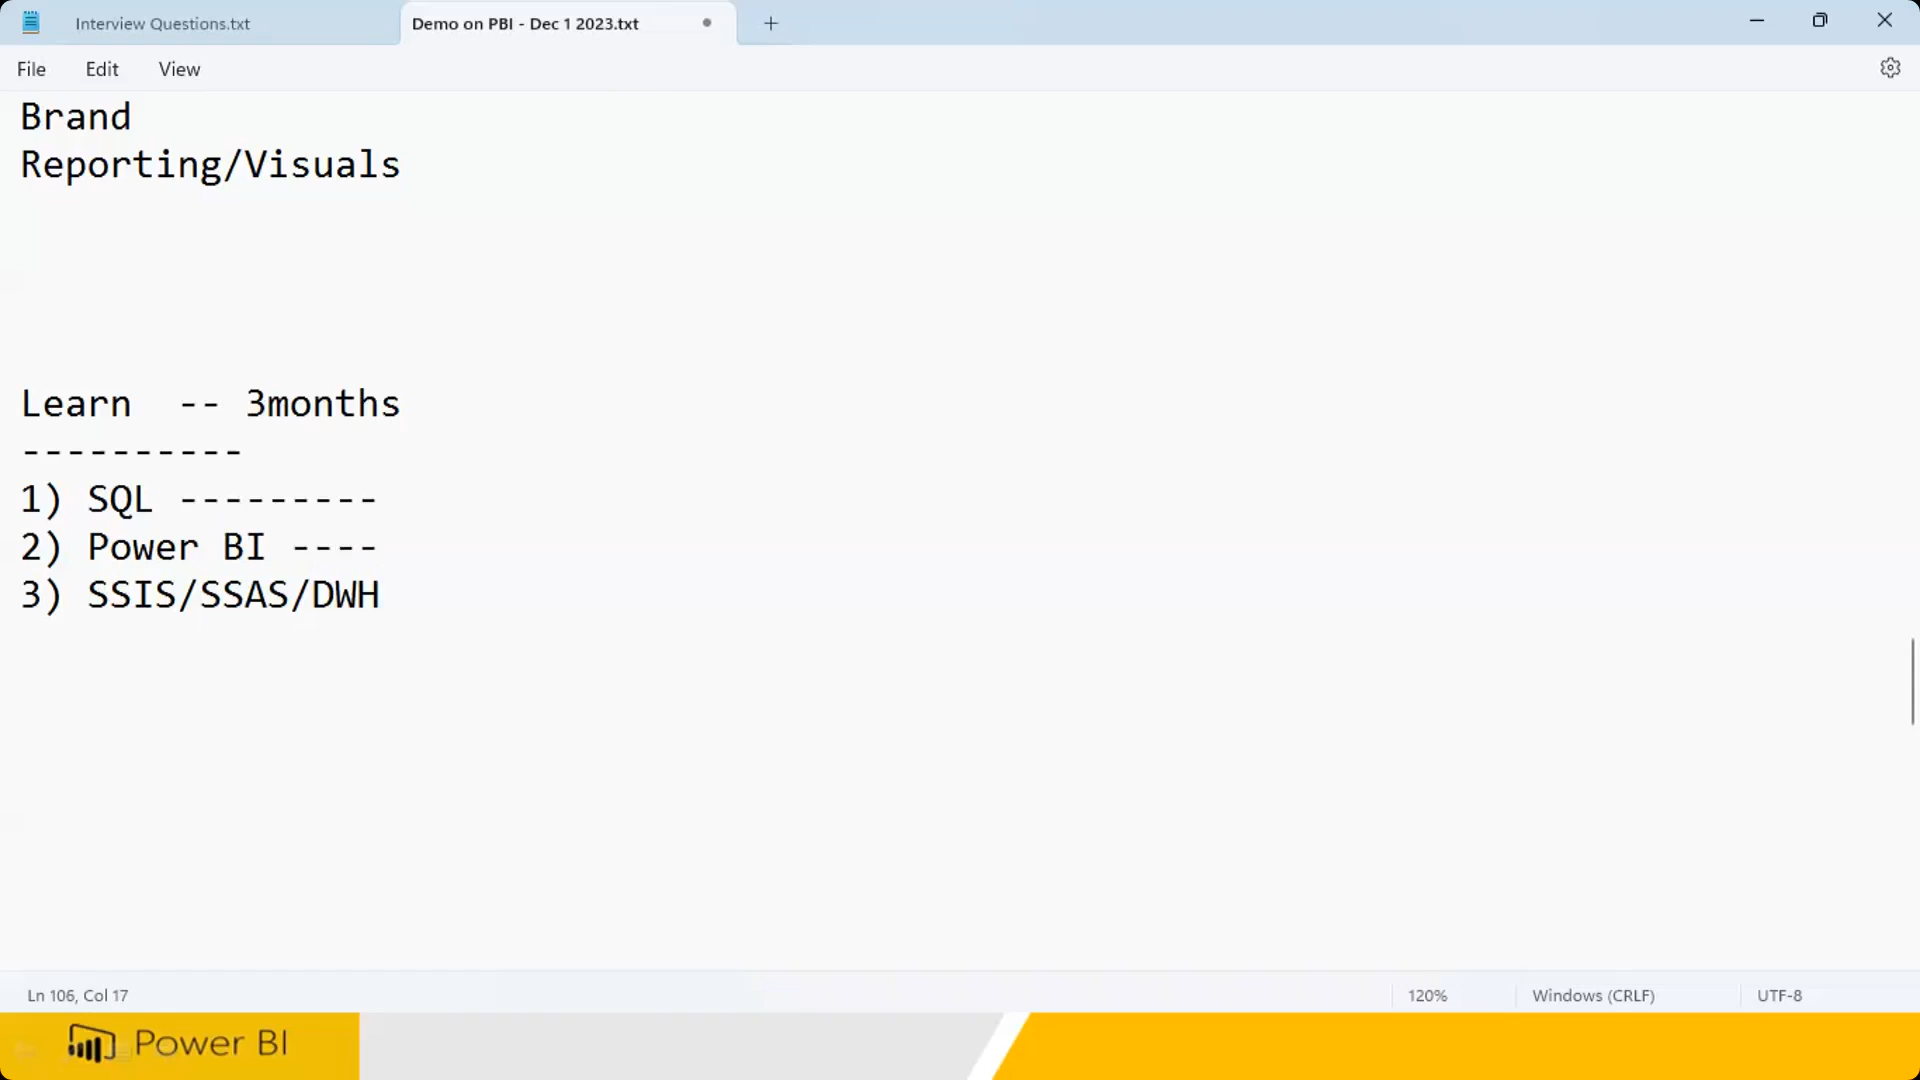 Interview Questions.txt
Demo on PBI - Dec 1 2023.txt
File Edit View
Brand
Reporting/Visuals
Learn  -- 3months
----------
1) SQL ---------
2) Power BI ----
3) SSIS/SSAS/DWH
Ln 106, Col 17
120%
Windows (CRLF)
UTF-8
Power BI